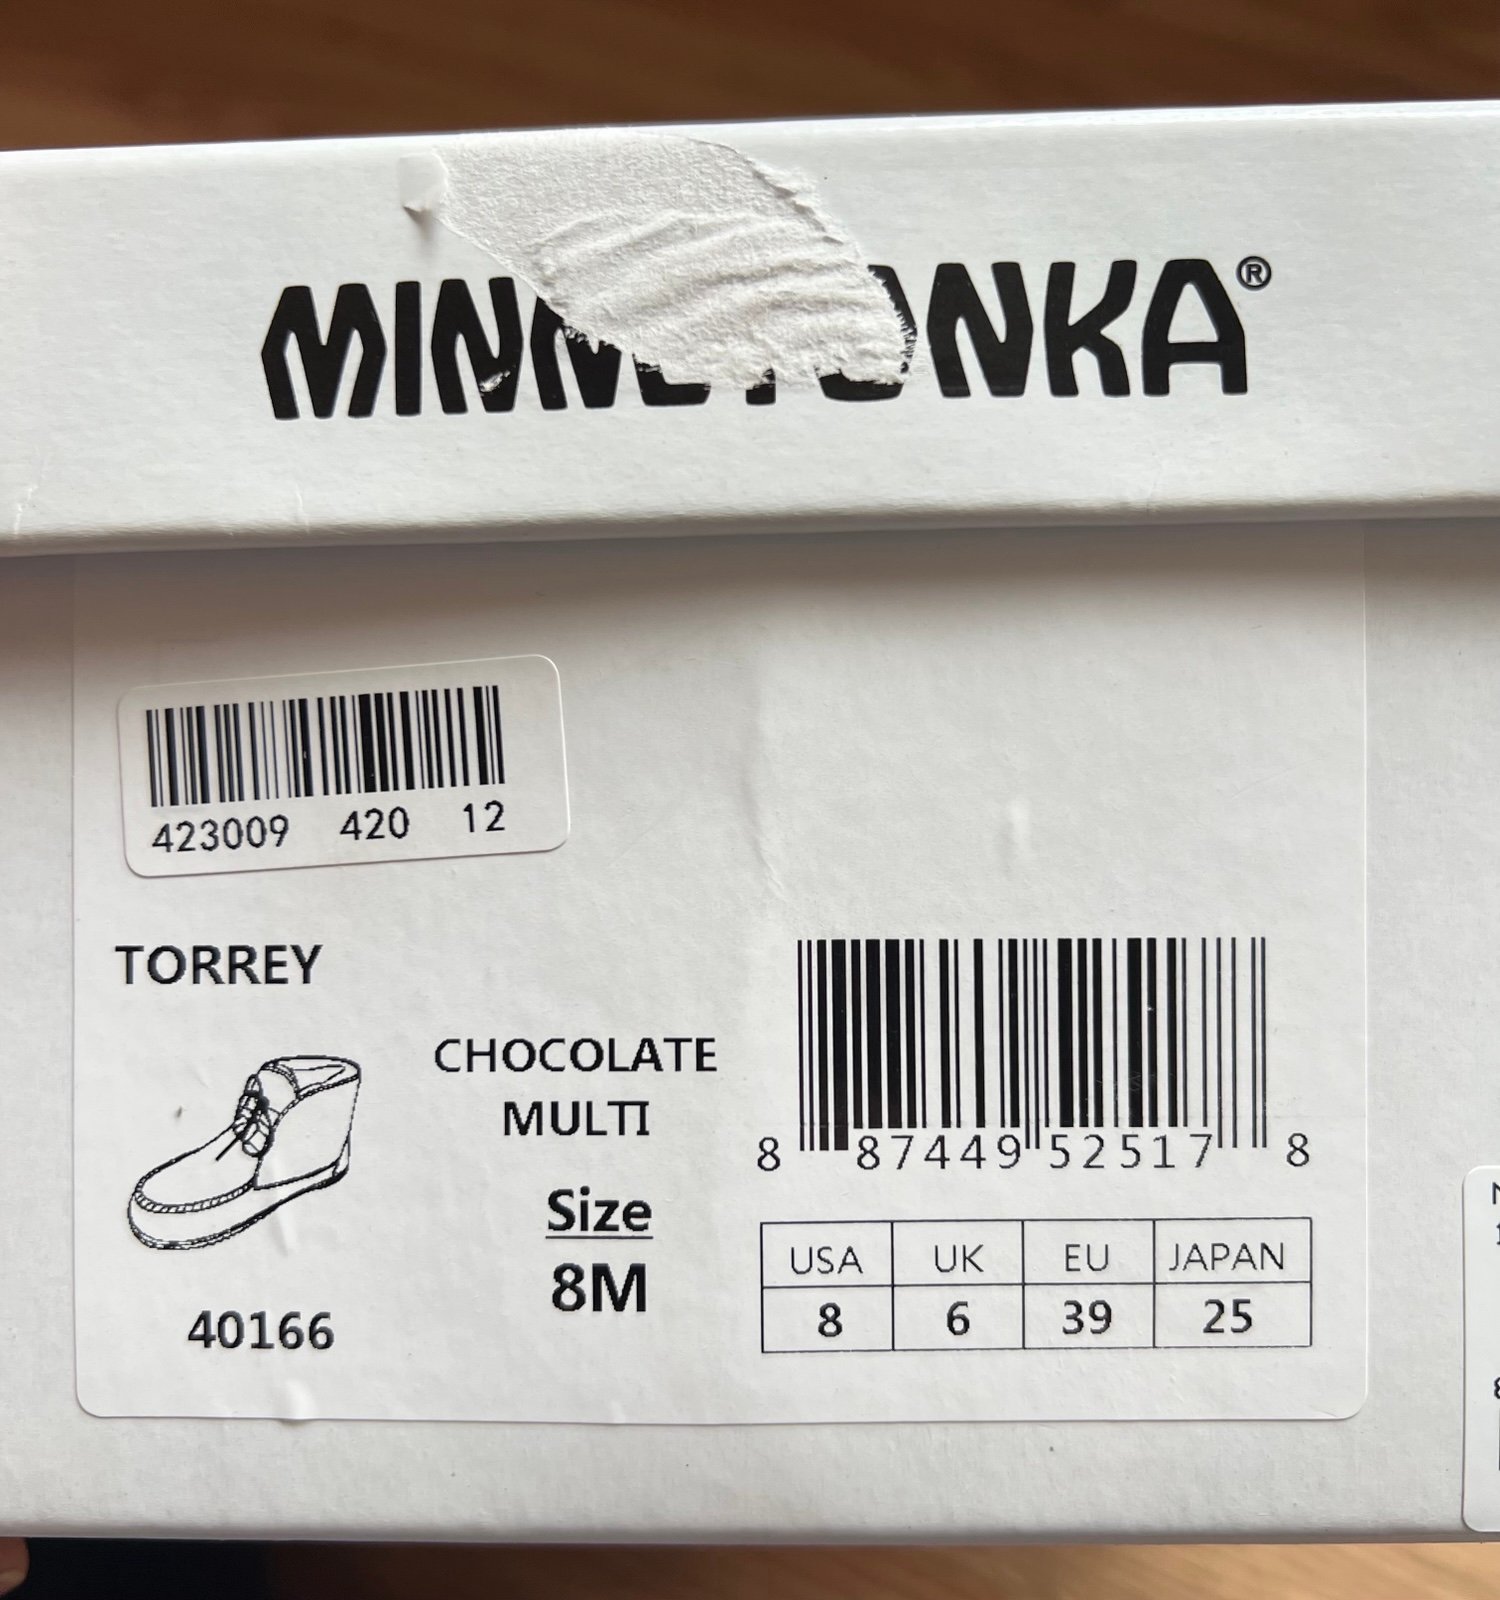 MINNETONKA®
423009 420 12
TORREY
CHOCOLATE
MULTI
Size
8M
40166
8 87449 52517 8
USA UK EU JAPAN
8 6 39 25